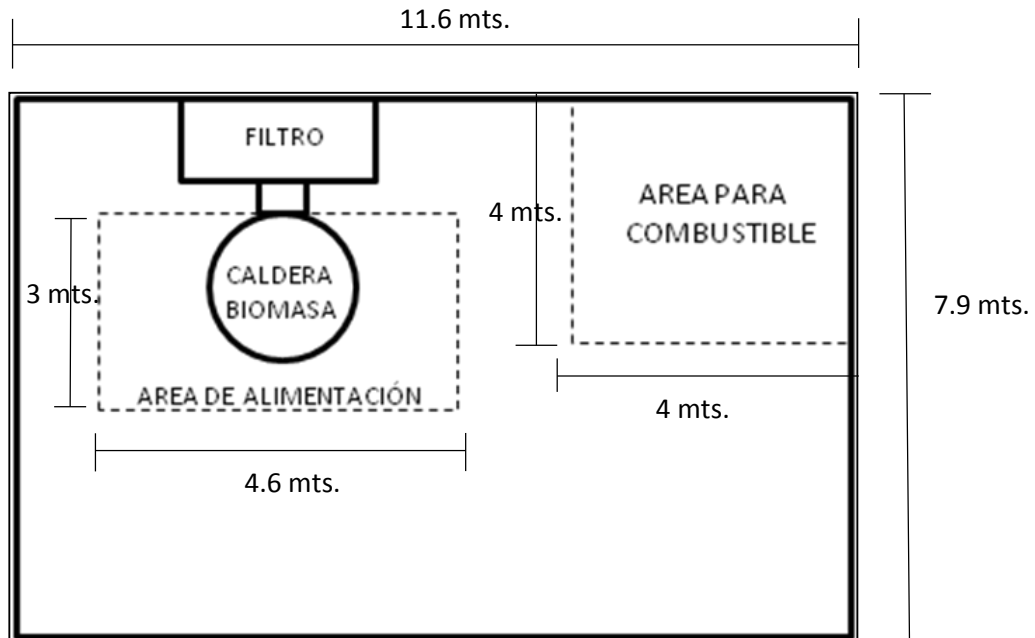 11.6 mts.
FILTRO
AREA PARA
COMBUSTIBLE
4 mts.
CALDERA
BIOMASA
3 mts.
7.9 mts.
AREA DE ALIMENTACIÓN
4 mts.
4.6 mts.